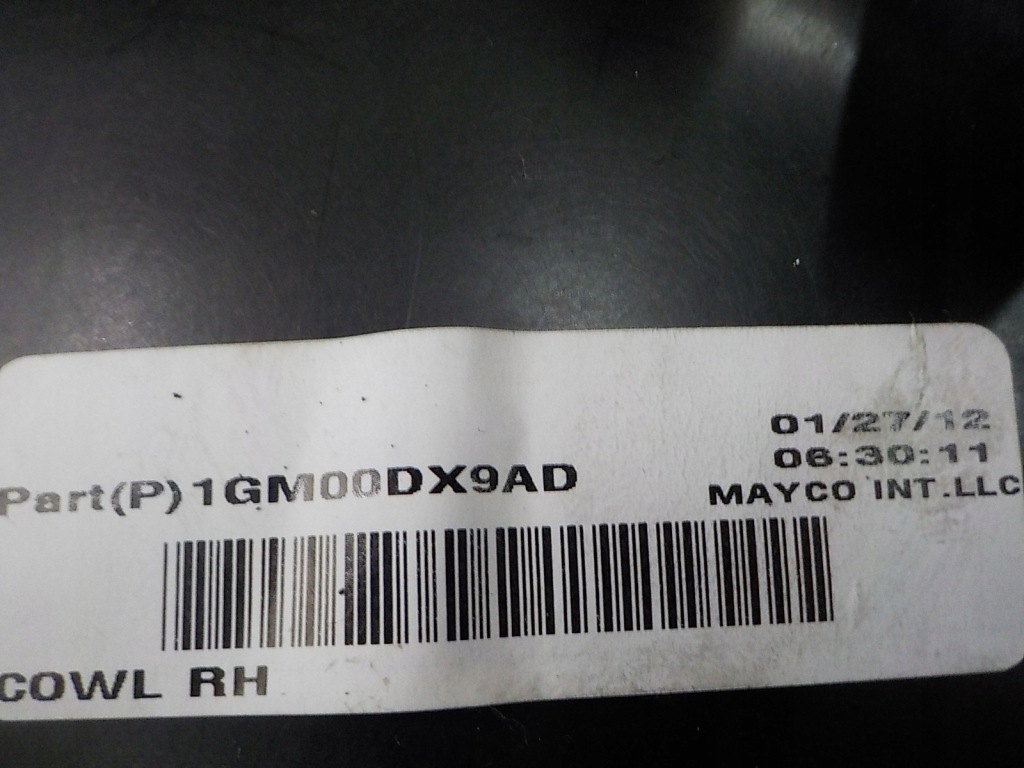 01/27/12
06:30:11
Part(P) 1GM00DX9AD
MAYCO INT.LLC
COWL RH